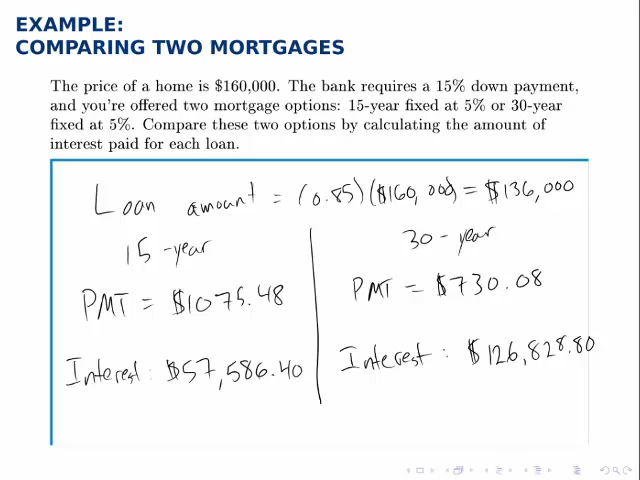 EXAMPLE:
COMPARING TWO MORTGAGES
The price of a home is $160,000. The bank requires a 15% down payment,
and you're offered two mortgage options: 15-year fixed at 5% or 30-year
fixed at 5%. Compare these two options by calculating the amount of
interest paid for each loan.
Loan amount = (0.85)($160,000) = $136,000
15-year
PMT = $1075.48
Interest: $57,586.40
30-year
PMT = $730.08
Interest: $126,828.80